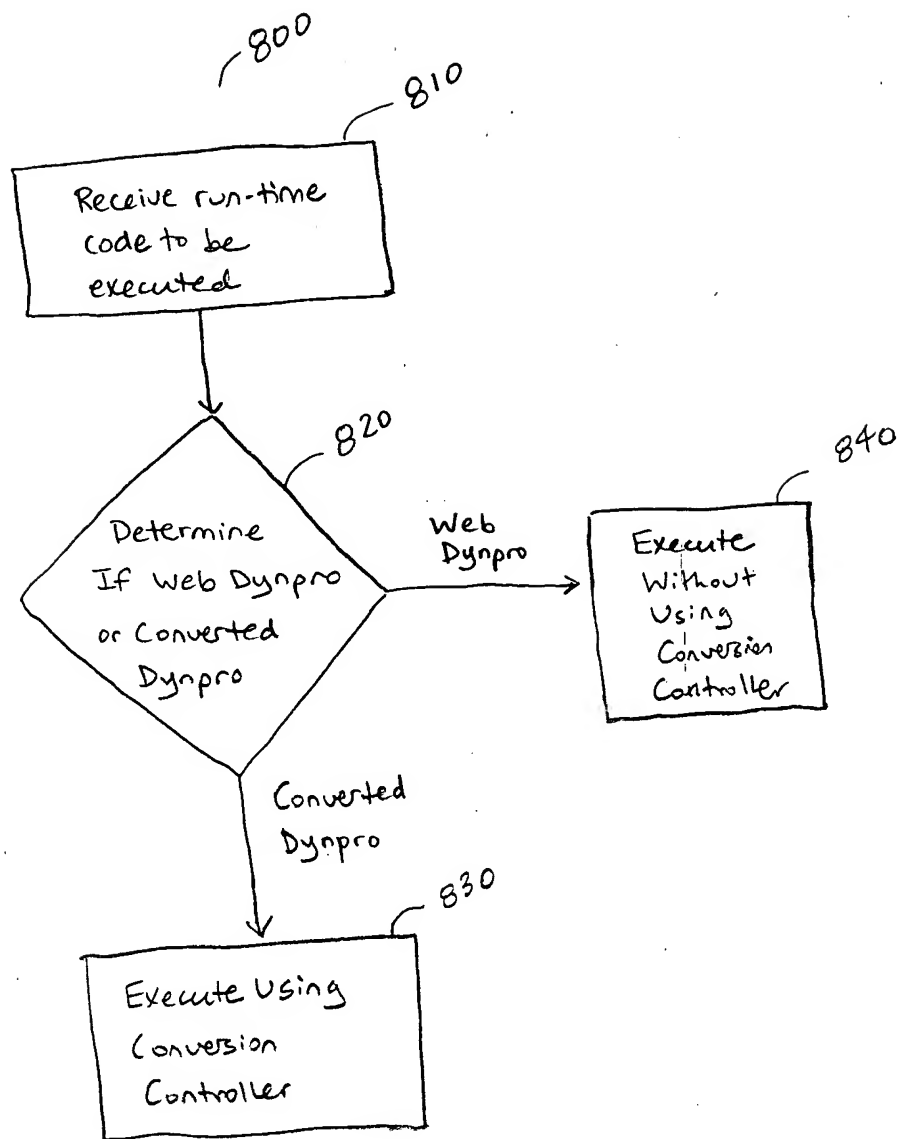 800
810
Receive run-time
code to be
executed
820
Determine
If Web Dynpro
or Converted
Dynpro
Web
Dynpro
840
Execute
Without
Using
Conversion
Controller
Converted
Dynpro
830
Execute Using
Conversion
Controller